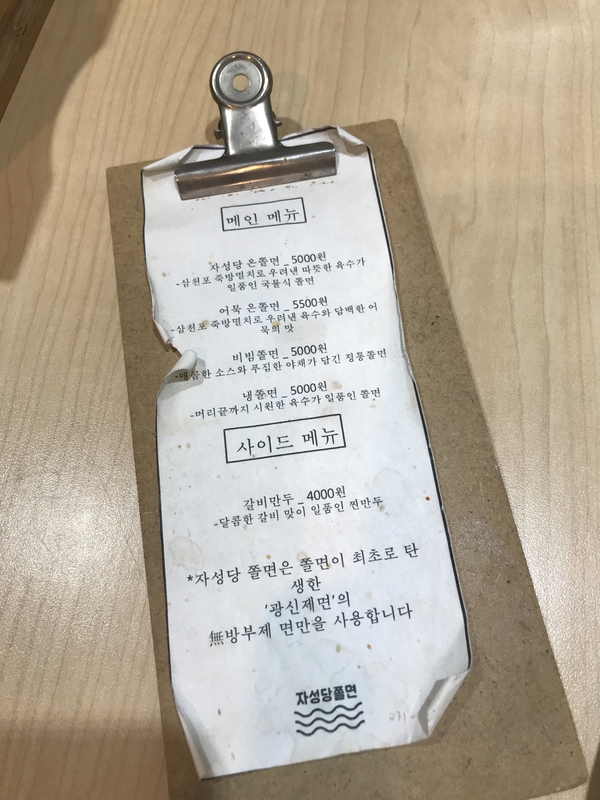 메인 메뉴
자성당 온쫄면 _ 5000원
-삼천포 죽방멸치로 우려낸 따뜻한 육수가
일품인 국물식 쫄면
어묵 온쫄면 _ 5500원
-삼천포 죽방멸치로 우려낸 육수와 담백한 어
묵의 맛
비빔쫄면 _ 5000원
-매콤한 소스와 푸짐한 야채가 담긴 정통쫄면
냉쫄면 _ 5000원
-머리끝까지 시원한 육수가 일품인 쫄면
사이드 메뉴
갈비만두 _ 4000원
-달콤한 갈비 맛이 일품인 찐만두
*자성당 쫄면은 쫄면이 최초로 탄
생한
'광신제면'의
無방부제 면만을 사용합니다
자성당쫄면